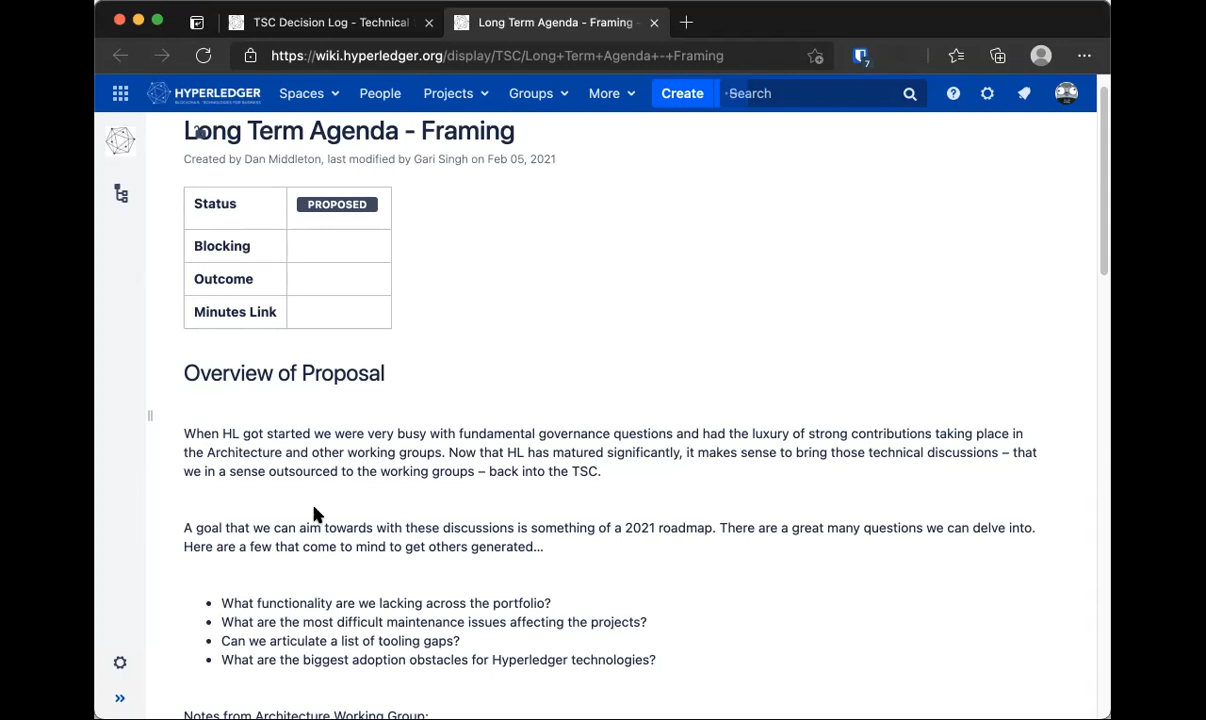 TSC Decision Log - Technical
Long Term Agenda - Framing -
https://wiki.hyperledger.org/display/TSC/Long+Term+Agenda+-+Framing
7
HYPERLEDGER
Spaces
People
Projects
Groups
More
Create
Search
Long Term Agenda - Framing
Created by Dan Middleton, last modified by Gari Singh on Feb 05, 2021
Status PROPOSED
Blocking
Outcome
Minutes Link
Overview of Proposal
When HL got started we were very busy with fundamental governance questions and had the luxury of strong contributions taking place in
the Architecture and other working groups. Now that HL has matured significantly, it makes sense to bring those technical discussions – that
we in a sense outsourced to the working groups – back into the TSC.
A goal that we can aim towards with these discussions is something of a 2021 roadmap. There are a great many questions we can delve into.
Here are a few that come to mind to get others generated...
• What functionality are we lacking across the portfolio?
• What are the most difficult maintenance issues affecting the projects?
• Can we articulate a list of tooling gaps?
• What are the biggest adoption obstacles for Hyperledger technologies?
Notes from Architecture Working Group: